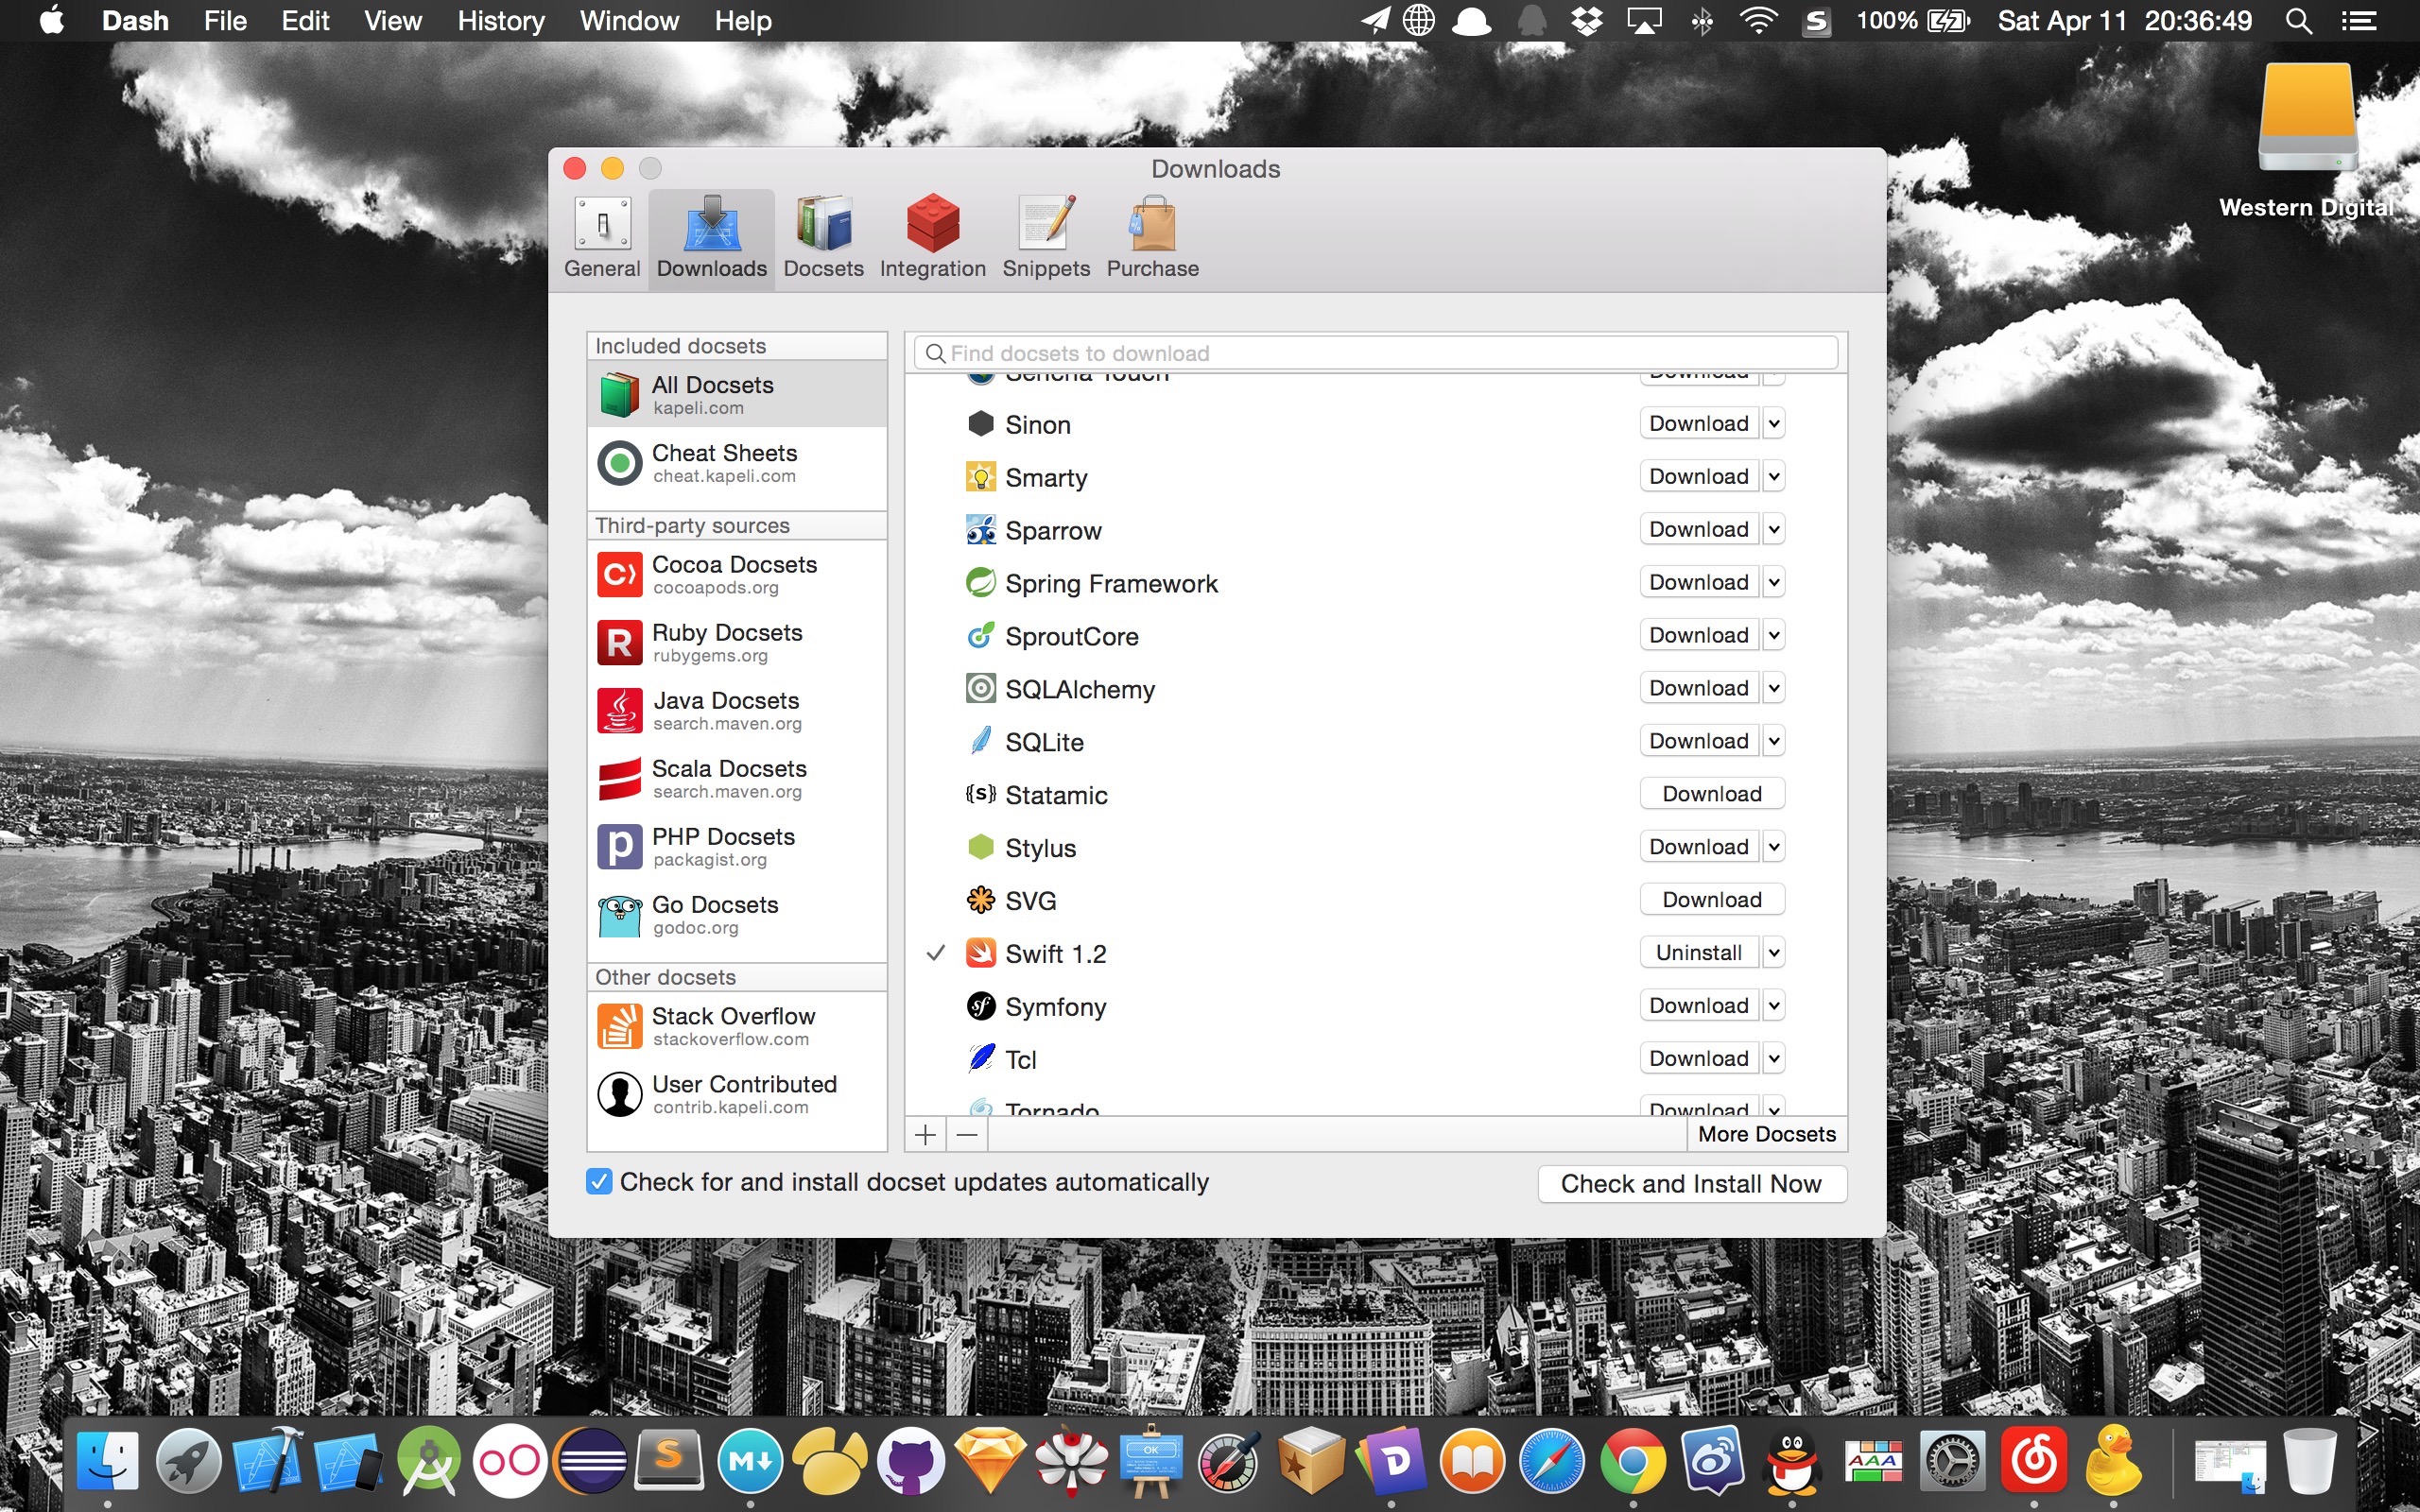 Dash File Edit View History Window Help 100% Sat Apr 11 20:36:49
Western Digital
Downloads
General Downloads Docsets Integration Snippets Purchase
Included docsets
All Docsets
kapeli.com
Cheat Sheets
cheat.kapeli.com
Third-party sources
Cocoa Docsets
cocoapods.org
Ruby Docsets
rubygems.org
Java Docsets
search.maven.org
Scala Docsets
search.maven.org
PHP Docsets
packagist.org
Go Docsets
godoc.org
Other docsets
Stack Overflow
stackoverflow.com
User Contributed
contrib.kapeli.com
Find docsets to download
Sencha Touch Download
Sinon Download
Smarty Download
Sparrow Download
Spring Framework Download
SproutCore Download
SQLAlchemy Download
SQLite Download
{s} Statamic Download
Stylus Download
SVG Download
Swift 1.2 Uninstall
Symfony Download
Tcl Download
Tornado Download
More Docsets
Check for and install docset updates automatically
Check and Install Now